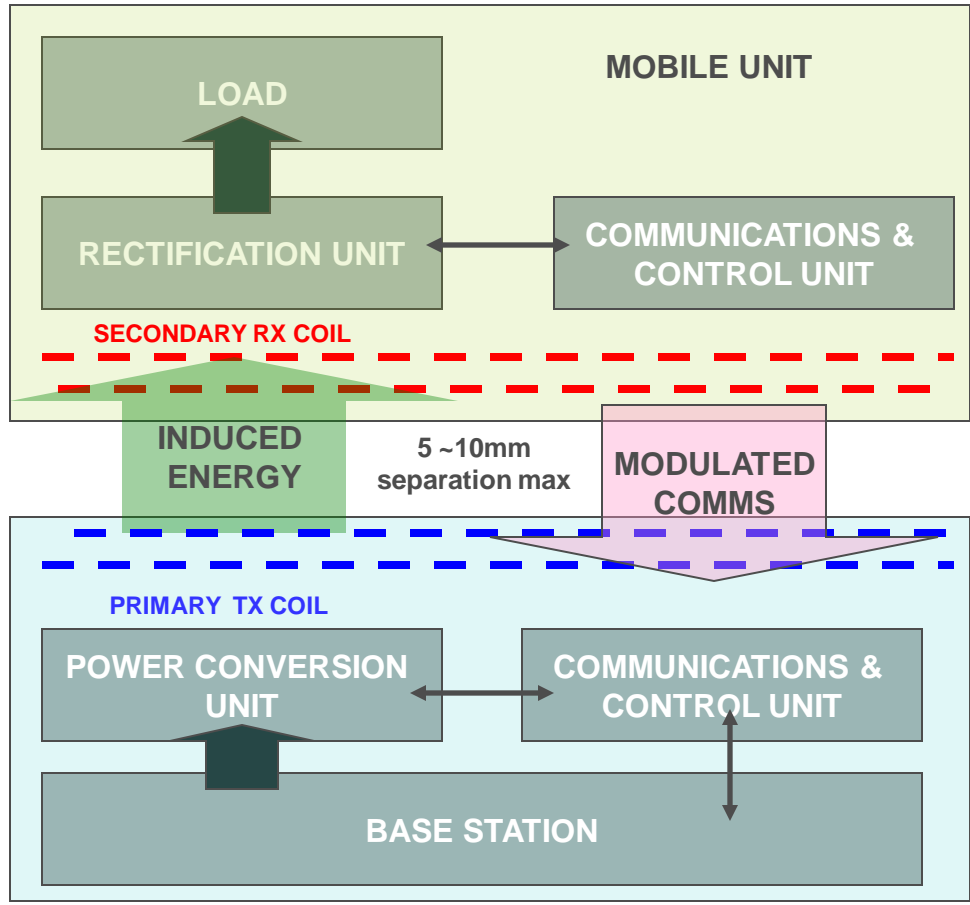 MOBILE UNIT
LOAD
RECTIFICATION UNIT
COMMUNICATIONS &
CONTROL UNIT
SECONDARY RX COIL
INDUCED
ENERGY
5 ~10mm
separation max
MODULATED
COMMS
PRIMARY TX COIL
POWER CONVERSION
UNIT
COMMUNICATIONS &
CONTROL UNIT
BASE STATION